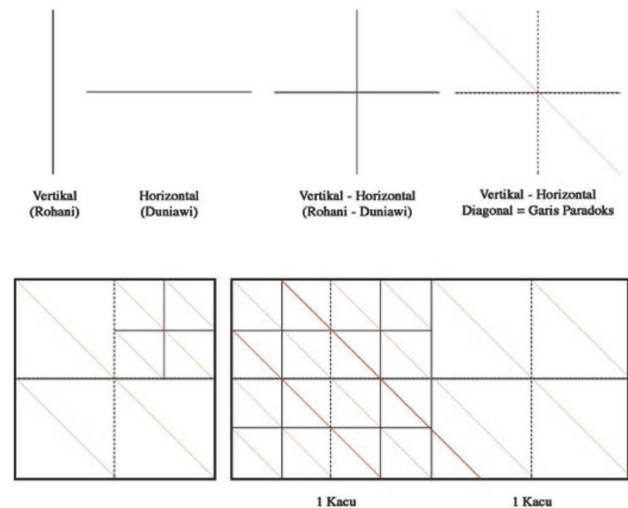 Vertikal
(Rohani)
Horizontal
(Duniawi)
Vertikal - Horizontal
(Rohani - Duniawi)
Vertikal - Horizontal
Diagonal = Garis Paradoks
1 Kacu
1 Kacu